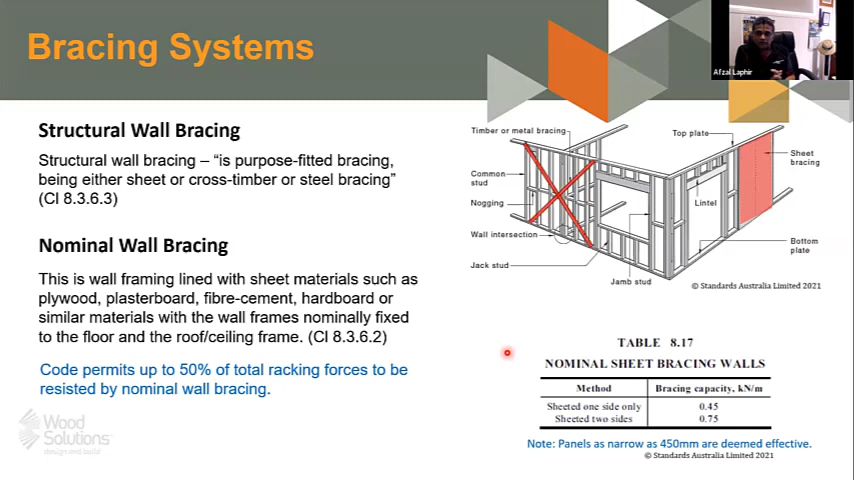 Bracing Systems
Afzal Laphir
Structural Wall Bracing
Structural wall bracing – “is purpose-fitted bracing,
being either sheet or cross-timber or steel bracing”
(Cl 8.3.6.3)
Nominal Wall Bracing
This is wall framing lined with sheet materials such as
plywood, plasterboard, fibre-cement, hardboard or
similar materials with the wall frames nominally fixed
to the floor and the roof/ceiling frame. (Cl 8.3.6.2)
Code permits up to 50% of total racking forces to be
resisted by nominal wall bracing.
Wood
Solutions
design and build
Timber or metal bracing
Top plate
Sheet
bracing
Common
stud
Nogging
Lintel
Wall intersection
Bottom
plate
Jack stud
Jamb stud
© Standards Australia Limited 2021
TABLE 8.17
NOMINAL SHEET BRACING WALLS
Method Bracing capacity, kN/m
Sheeted one side only 0.45
Sheeted two sides 0.75
Note: Panels as narrow as 450mm are deemed effective.
© Standards Australia Limited 2021